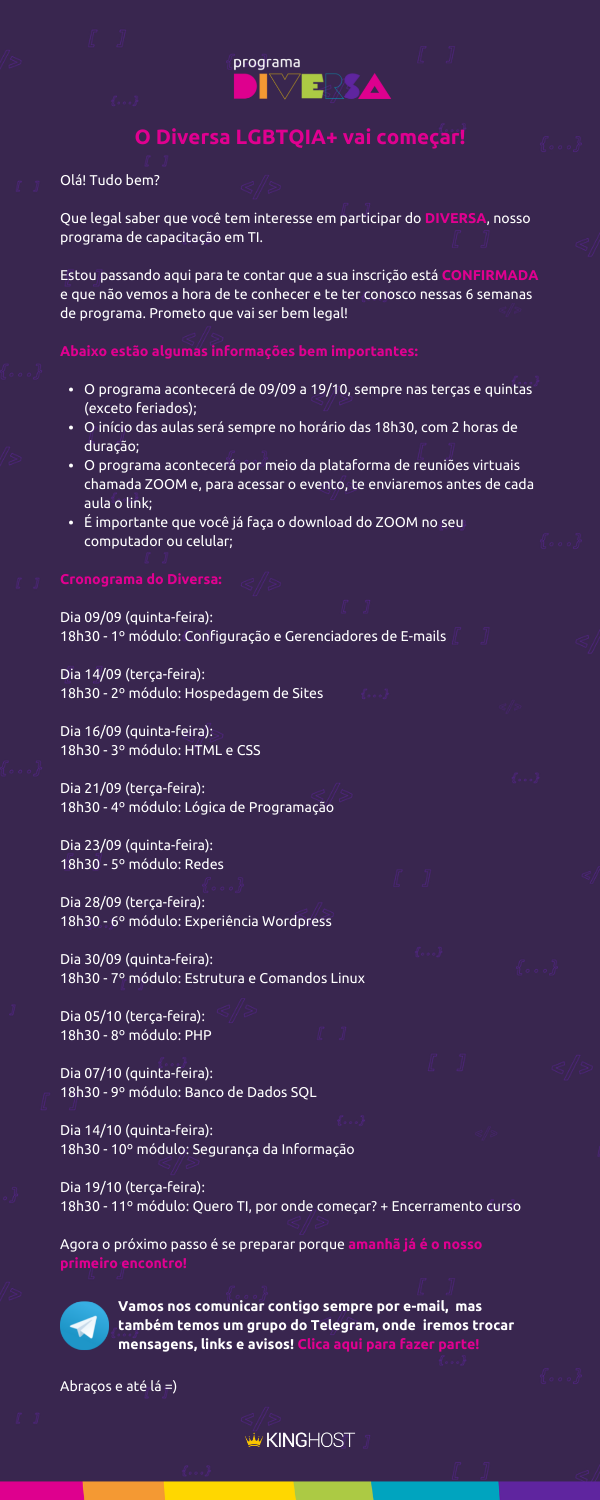 programa
DIVERSA
O Diversa LGBTQIA+ vai começar!
Olá! Tudo bem?
Que legal saber que você tem interesse em participar do DIVERSA, nosso
programa de capacitação em TI.
Estou passando aqui para te contar que a sua inscrição está CONFIRMADA
e que não vemos a hora de te conhecer e te ter conosco nessas 6 semanas
de programa. Prometo que vai ser bem legal!
Abaixo estão algumas informações bem importantes:
• O programa acontecerá de 09/09 a 19/10, sempre nas terças e quintas
(exceto feriados);
• O início das aulas será sempre no horário das 18h30, com 2 horas de
duração;
• O programa acontecerá por meio da plataforma de reuniões virtuais
chamada ZOOM e, para acessar o evento, te enviaremos antes de cada
aula o link;
• É importante que você já faça o download do ZOOM no seu
computador ou celular;
Cronograma do Diversa:
Dia 09/09 (quinta-feira):
18h30 - 1º módulo: Configuração e Gerenciadores de E-mails
Dia 14/09 (terça-feira):
18h30 - 2º módulo: Hospedagem de Sites
Dia 16/09 (quinta-feira):
18h30 - 3º módulo: HTML e CSS
Dia 21/09 (terça-feira):
18h30 - 4º módulo: Lógica de Programação
Dia 23/09 (quinta-feira):
18h30 - 5º módulo: Redes
Dia 28/09 (terça-feira):
18h30 - 6º módulo: Experiência Wordpress
Dia 30/09 (quinta-feira):
18h30 - 7º módulo: Estrutura e Comandos Linux
Dia 05/10 (terça-feira):
18h30 - 8º módulo: PHP
Dia 07/10 (quinta-feira):
18h30 - 9º módulo: Banco de Dados SQL
Dia 14/10 (quinta-feira):
18h30 - 10º módulo: Segurança da Informação
Dia 19/10 (terça-feira):
18h30 - 11º módulo: Quero TI, por onde começar? + Encerramento curso
Agora o próximo passo é se preparar porque amanhã já é o nosso
primeiro encontro!
Vamos nos comunicar contigo sempre por e-mail, mas
também temos um grupo do Telegram, onde iremos trocar
mensagens, links e avisos! Clica aqui para fazer parte!
Abraços e até lá =)
KINGHOST